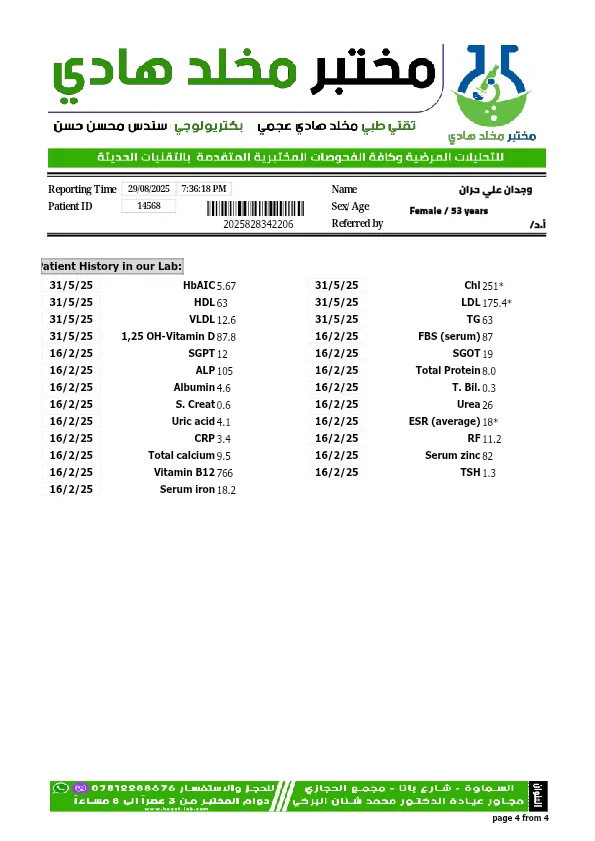 مختبر مخلد هادي
مختبر مخلد هادي
تقني طبي مخلد هادي عجمي بكتريولوجي سندس محسن حسن
للتحليلات المرضية وكافة الفحوصات المختبرية المتقدمة بالتقنيات الحديثة
Reporting Time 29/08/2025 7:36:18 PM Name وجدان علي حران
Patient ID 14568 Sex/ Age Female / 53 years
2025828342206 Referred by أ.د/
atient History in our Lab:
31/5/25 HbAIC 5.67 31/5/25 Chl 251*
31/5/25 HDL 63 31/5/25 LDL 175.4*
31/5/25 VLDL 12.6 31/5/25 TG 63
31/5/25 1,25 OH-Vitamin D 87.8 16/2/25 FBS (serum) 87
16/2/25 SGPT 12 16/2/25 SGOT 19
16/2/25 ALP 105 16/2/25 Total Protein 8.0
16/2/25 Albumin 4.6 16/2/25 T. Bil. 0.3
16/2/25 S. Creat 0.6 16/2/25 Urea 26
16/2/25 Uric acid 4.1 16/2/25 ESR (average) 18*
16/2/25 CRP 3.4 16/2/25 RF 11.2
16/2/25 Total calcium 9.5 16/2/25 Serum zinc 82
16/2/25 Vitamin B12 766 16/2/25 TSH 1.3
16/2/25 Serum iron 18.2
العنوان
السماوة - شارع باتا - مجمع الحجازي للحجز والاستفسار 07812288676
مجاور عيادة الدكتور محمد شنان البركي دوام المختبر من 3 عصراً الى 8 مساءاً
www.hayat-lab.com
page 4 from 4